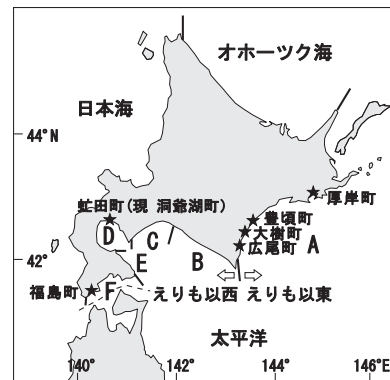 オホーツク海
日本海
44°N
虻田町(現 洞爺湖町)
厚岸町
豊頃町
大樹町
広尾町
A
B
C
D
E
F
42°
えりも以西 えりも以東
福島町
太平洋
140°
142°
144°
146°E